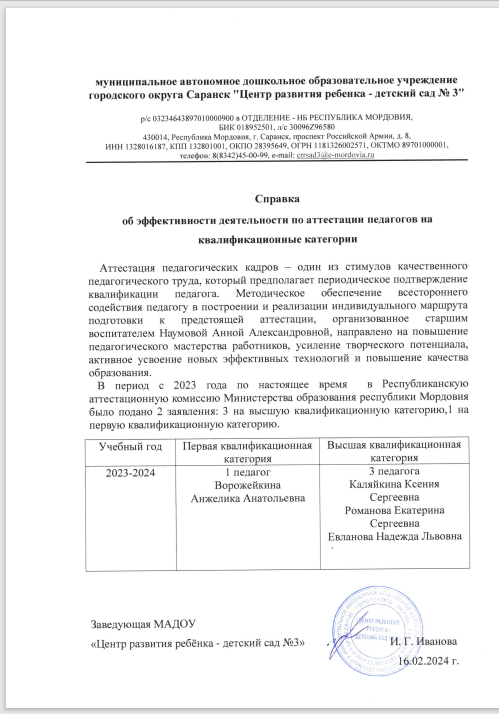 муниципальное автономное дошкольное образовательное учреждение
городского округа Саранск "Центр развития ребенка - детский сад № 3"
р/с 03234643897010000900 в ОТДЕЛЕНИЕ - НБ РЕСПУБЛИКА МОРДОВИЯ,
БИК 018952501, л/с 30096Z96580
430014, Республика Мордовия, г. Саранск, проспект Российской Армии, д. 8,
ИНН 1328016187, КПП 132801001, ОКПО 28395649, ОГРН 1181326002571, ОКТМО 89701000001,
телефон: 8(8342)45-00-99, e-mail: crrsad3@e-mordovia.ru
Справка
об эффективности деятельности по аттестации педагогов на
квалификационные категории
Аттестация педагогических кадров – один из стимулов качественного
педагогического труда, который предполагает периодическое подтверждение
квалификации педагога. Методическое обеспечение всестороннего
содействия педагогу в построении и реализации индивидуального маршрута
подготовки к предстоящей аттестации, организованное старшим
воспитателем Наумовой Анной Александровной, направлено на повышение
педагогического мастерства работников, усиление творческого потенциала,
активное усвоение новых эффективных технологий и повышение качества
образования.
В период с 2023 года по настоящее время в Республиканскую
аттестационную комиссию Министерства образования республики Мордовия
было подано 2 заявления: 3 на высшую квалификационную категорию,1 на
первую квалификационную категорию.
Учебный год Первая квалификационная категория Высшая квалификационная категория
2023-2024 1 педагог 3 педагога
Ворожейкина Каляйкина Ксения
Анжелика Анатольевна Сергеевна
Романова Екатерина
Сергеевна
Евланова Надежда Львовна
Заведующая МАДОУ
«Центр развития ребёнка - детский сад №3» И. Г. Иванова
16.02.2024 г.
ЦЕНТР РАЗВИТИЯ
РЕБЕНКА -
ДЕТСКИЙ САД